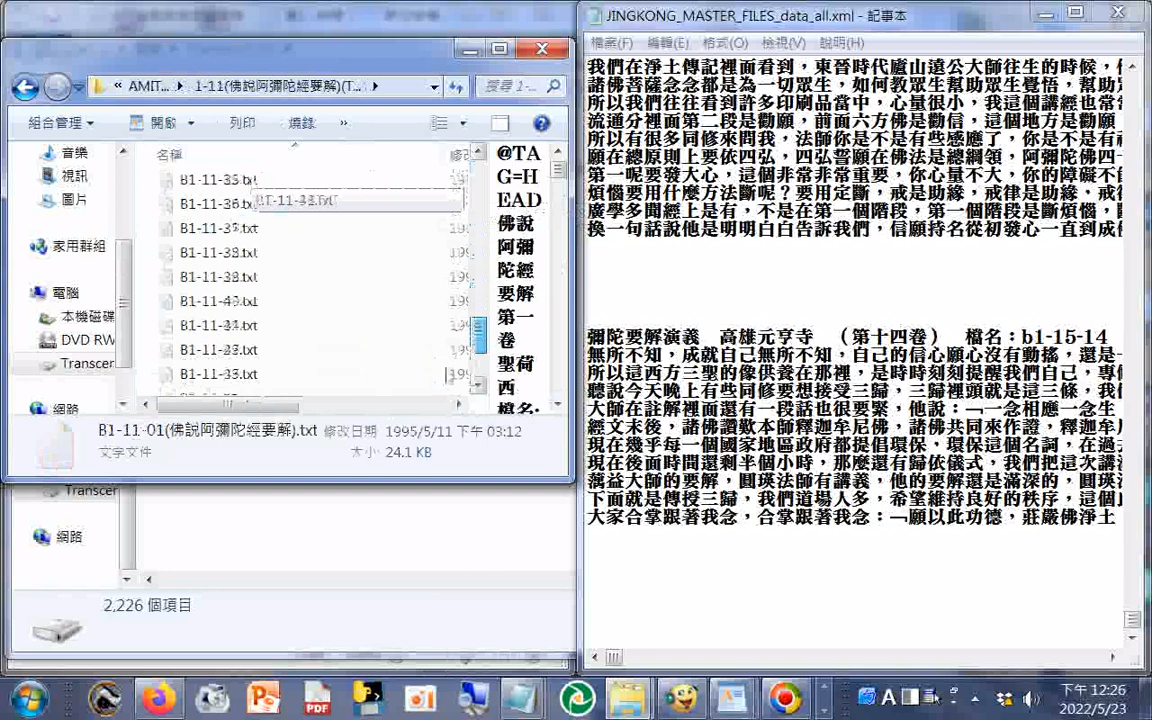 JINGKONG_MASTER_FILES_data_all.xml - 記事本
檔案(F) 編輯(E) 格式(O) 檢視(V) 說明(H)
« AMIT... 1-11(佛說阿彌陀經要解)(T... 搜尋 1-...
組合管理 開啟 列印 燒錄 »
音樂
視訊
圖片
家用群組
電腦
本機磁碟
DVD RW
Transcer
網路
名稱
B1-11-35.txt
B1-11-36.txt
B1-11-37.txt
@TA
G=H
EAD
佛說
阿彌
陀經
要解
第一
卷
聖荷
西
檔名:
B1-11-01(佛說阿彌陀經要解).txt 修改日期 1995/5/11 下午 03:12
文字文件 大小 24.1 KB
Transcer
網路
2,226 個項目
我們在淨土傳記裡面看到，東晉時代廬山遠公大師往生的時候，
諸佛菩薩念念都是為一切眾生，如何教眾生幫助眾生覺悟，幫助
所以我們往往看到許多印刷品當中，心量很小，我這個講經也常
流通分裡面第二段是勸願，前面六方佛是勸信，這個地方是勸願
所以有很多同修來問我，法師你是不是有些感應了，你是不是有
願在總原則上要依四弘，四弘誓願在佛法是總綱領，阿彌陀佛四
第一呢要發大心，這個非常非常重要，你心量不大，你的障礙不
煩惱要用什麼方法斷呢？要用定斷，戒是助緣，戒律是助緣，戒
廣學多聞經上是有，不是在第一個階段，第一個階段是斷煩惱，
換一句話說他是明明白白告訴我們，信願持名從初發心一直到成
彌陀要解演義 高雄元亨寺 （第十四卷） 檔名：b1-15-14
無所不知，成就自己無所不知，自己的信心願心沒有動搖，還是
所以這西方三聖的像供養在那裡，是時時刻刻提醒我們自己，專
聽說今天晚上有些同修要想接受三歸，三歸裡頭就是這三條，我
大師在註解裡面還有一段話也很要緊，他說：「一念相應一念生
經文末後，諸佛讚歎本師釋迦牟尼佛，諸佛共同來作證，釋迦牟
現在幾乎每一個國家地區政府都提倡環保，環保這個名詞，在過
現在後面時間還剩半個小時，那麼還有歸依儀式，我們把這次講
蕅益大師的要解，圓瑛法師有講義，他的要解還是滿深的，圓瑛
下面就是傳授三歸，我們道場人多，希望維持良好的秩序，這個
大家合掌跟著我念，合掌跟著我念：「願以此功德，莊嚴佛淨土
下午 12:26
2022/5/23